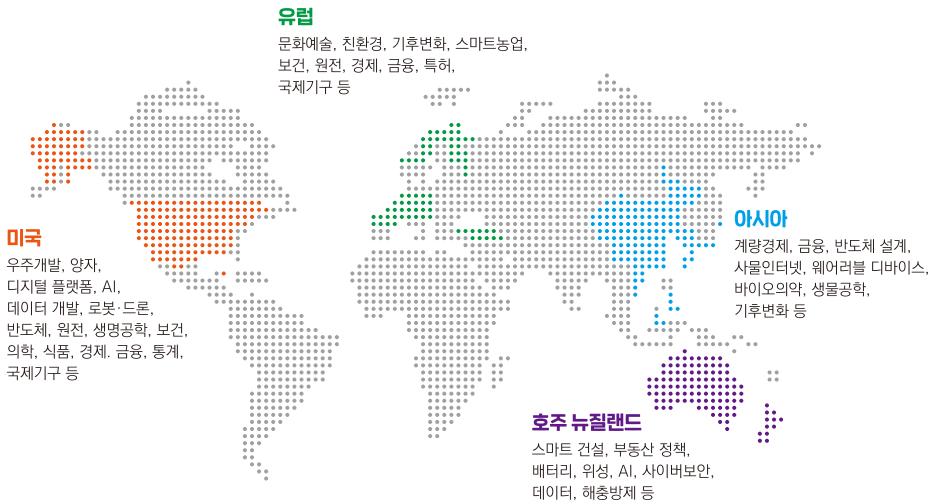 유럽
문화예술, 친환경, 기후변화, 스마트농업,
보건, 원전, 경제, 금융, 특허,
국제기구 등
미국
우주개발, 양자,
디지털 플랫폼, AI,
데이터 개발, 로봇·드론,
반도체, 원전, 생명공학, 보건,
의학, 식품, 경제. 금융, 통계,
국제기구 등
아시아
계량경제, 금융, 반도체 설계,
사물인터넷, 웨어러블 디바이스,
바이오의약, 생물공학,
기후변화 등
호주 뉴질랜드
스마트 건설, 부동산 정책,
배터리, 위성, AI, 사이버보안,
데이터, 해충방제 등